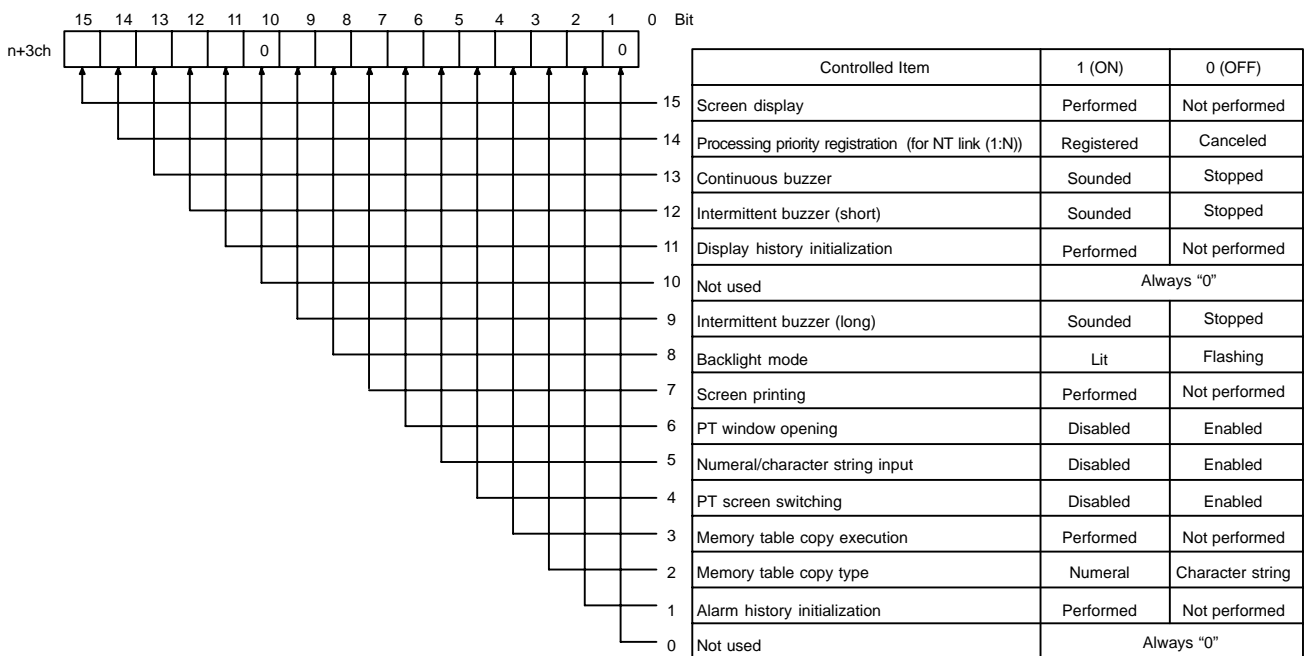 15 14 13 12 11 10 9 8 7 6 5 4 3 2 1 0 Bit
n+3ch 0 0
Controlled Item 1 (ON) 0 (OFF)
15 Screen display Performed Not performed
14 Processing priority registration (for NT link (1:N)) Registered Canceled
13 Continuous buzzer Sounded Stopped
12 Intermittent buzzer (short) Sounded Stopped
11 Display history initialization Performed Not performed
10 Not used Always “0”
9 Intermittent buzzer (long) Sounded Stopped
8 Backlight mode Lit Flashing
7 Screen printing Performed Not performed
6 PT window opening Disabled Enabled
5 Numeral/character string input Disabled Enabled
4 PT screen switching Disabled Enabled
3 Memory table copy execution Performed Not performed
2 Memory table copy type Numeral Character string
1 Alarm history initialization Performed Not performed
0 Not used Always “0”